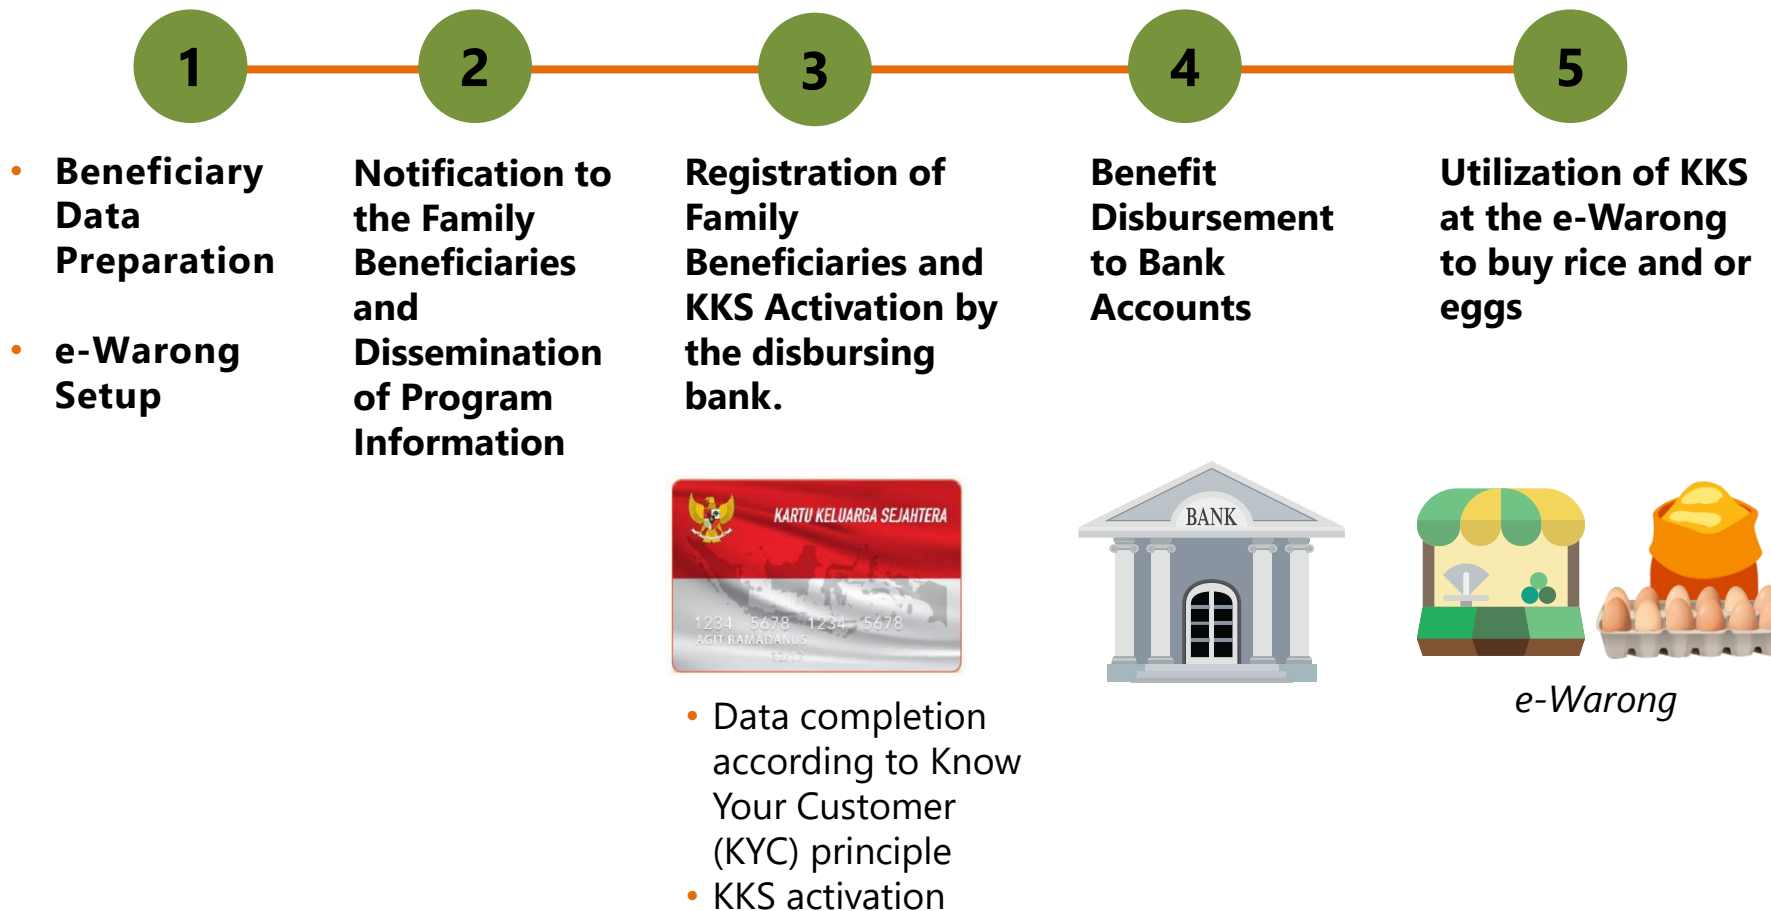 1
2
3
4
5
• Beneficiary
Data
Preparation
• e-Warong
Setup
Notification to
the Family
Beneficiaries
and
Dissemination
of Program
Information
Registration of
Family
Beneficiaries and
KKS Activation by
the disbursing
bank.
KARTU KELUARGA SEJAHTERA
1234 5678 1234 5678
AGIT RAMADANUS
• Data completion
according to Know
Your Customer
(KYC) principle
• KKS activation
Benefit
Disbursement
to Bank
Accounts
BANK
Utilization of KKS
at the e-Warong
to buy rice and or
eggs
e-Warong